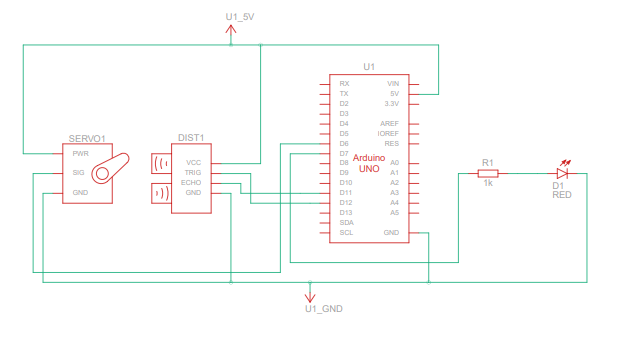 U1_5V
U1
SERVO1
PWR
SIG
GND
DIST1
VCC
TRIG
ECHO
GND
RX
TX
D2
D3
D4
D5
D6
D7
D8
D9
D10
D11
D12
D13
SDA
SCL
Arduino
UNO
VIN
5V
3.3V
AREF
IOREF
RES
A0
A1
A2
A3
A4
A5
GND
R1
1k
D1
RED
U1_GND